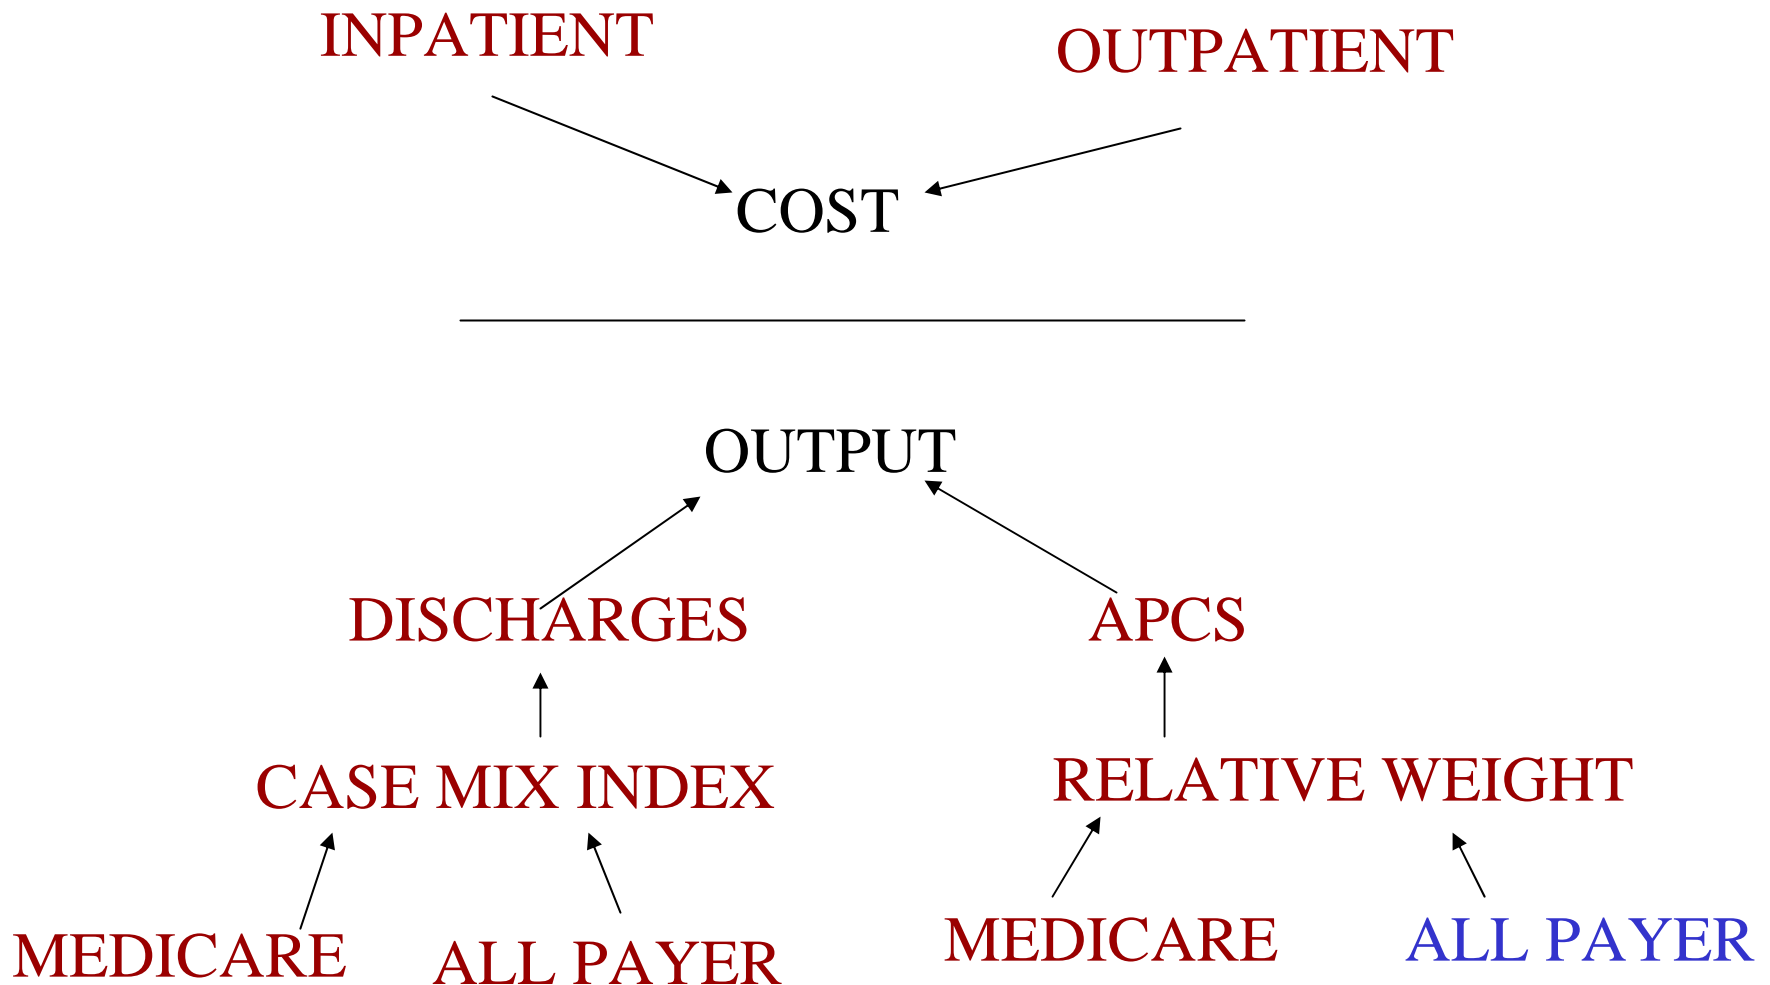 INPATIENT
OUTPATIENT
COST
OUTPUT
DISCHARGES
APCS
CASE MIX INDEX
RELATIVE WEIGHT
MEDICARE
ALL PAYER
MEDICARE
ALL PAYER